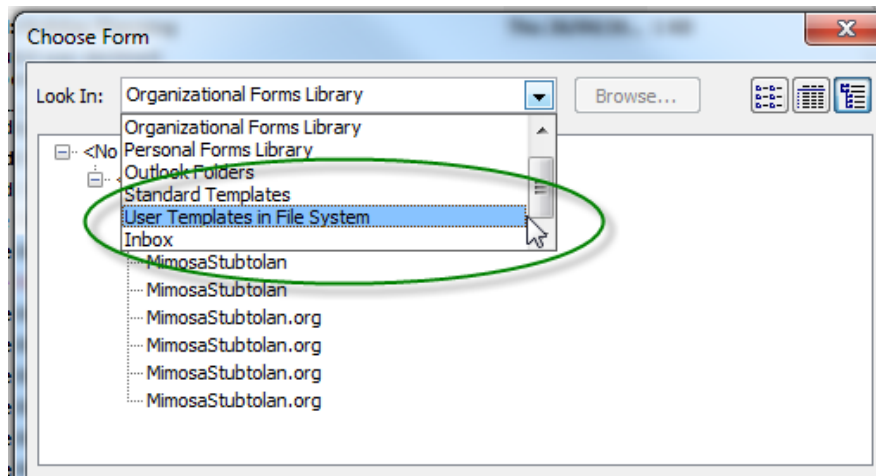 Choose Form
Look In: Organizational Forms Library Browse...
Organizational Forms Library
<No Personal Forms Library
Outlook Folders
Standard Templates
User Templates in File System
Inbox
MimosaStubtolan
MimosaStubtolan
MimosaStubtolan.org
MimosaStubtolan.org
MimosaStubtolan.org
MimosaStubtolan.org